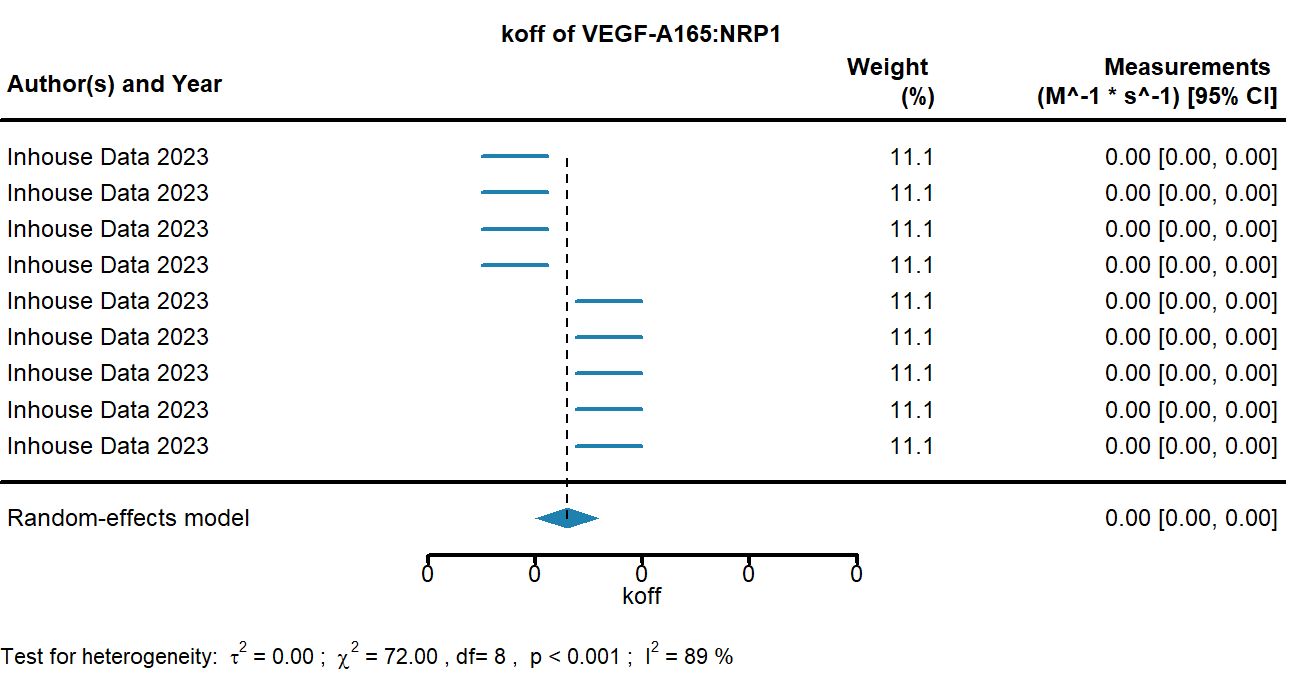 koff of VEGF-A165:NRP1
Author(s) and Year
Weight
(%)
Measurements
(M^-1 * s^-1) [95% CI]
Inhouse Data 2023 11.1 0.00 [0.00, 0.00]
Inhouse Data 2023 11.1 0.00 [0.00, 0.00]
Inhouse Data 2023 11.1 0.00 [0.00, 0.00]
Inhouse Data 2023 11.1 0.00 [0.00, 0.00]
Inhouse Data 2023 11.1 0.00 [0.00, 0.00]
Inhouse Data 2023 11.1 0.00 [0.00, 0.00]
Inhouse Data 2023 11.1 0.00 [0.00, 0.00]
Inhouse Data 2023 11.1 0.00 [0.00, 0.00]
Inhouse Data 2023 11.1 0.00 [0.00, 0.00]
Random-effects model 0.00 [0.00, 0.00]
0 0 0 0 0
koff
Test for heterogeneity: τ² = 0.00 ; χ² = 72.00 , df= 8 , p < 0.001 ; I² = 89 %